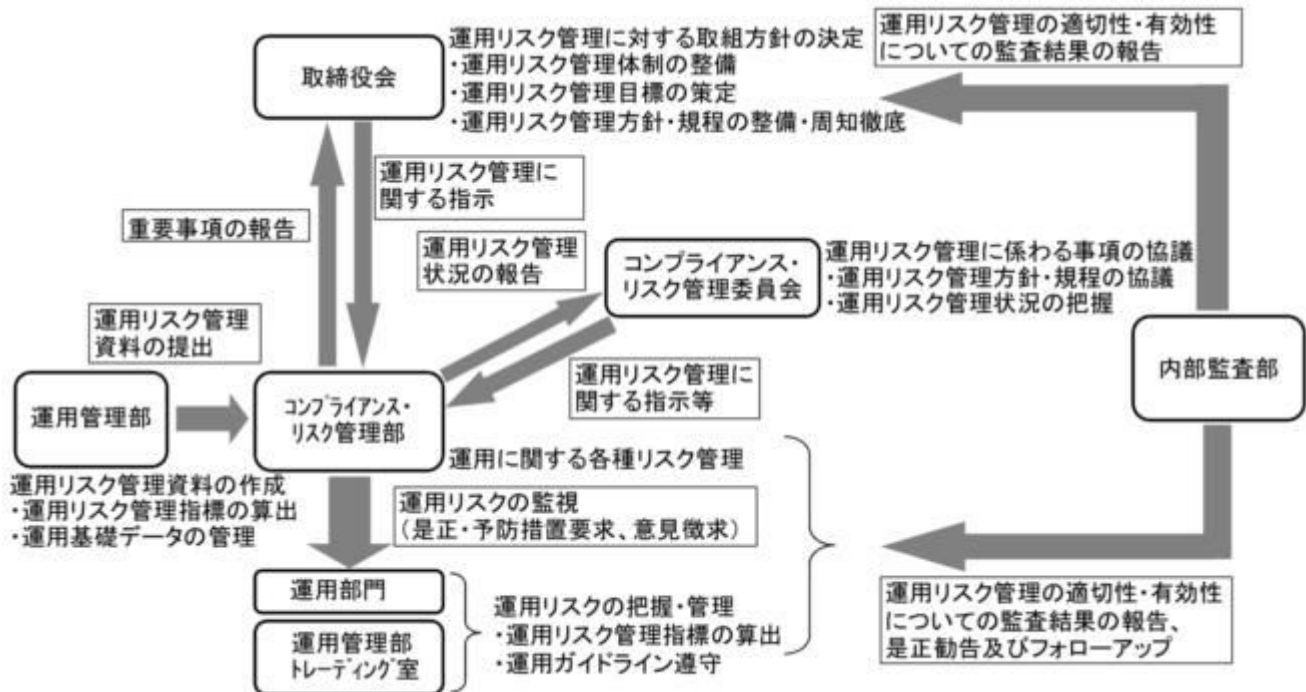 取締役会
運用リスク管理に対する取組方針の決定
・運用リスク管理体制の整備
・運用リスク管理目標の策定
・運用リスク管理方針・規程の整備・周知徹底
運用リスク管理の適切性・有効性
についての監査結果の報告
重要事項の報告
運用リスク管理に
関する指示
運用リスク管理
状況の報告
コンプライアンス・
リスク管理委員会
運用リスク管理に係わる事項の協議
・運用リスク管理方針・規程の協議
・運用リスク管理状況の把握
運用リスク管理
資料の提出
運用リスク管理に
関する指示等
内部監査部
運用管理部
コンプライアンス・
リスク管理部
運用に関する各種リスク管理
運用リスク管理資料の作成
・運用リスク管理指標の算出
・運用基礎データの管理
運用リスクの監視
（是正・予防措置要求、意見徴求）
運用部門
運用管理部
トレーディング室
運用リスクの把握・管理
・運用リスク管理指標の算出
・運用ガイドライン遵守
運用リスク管理の適切性・有効性
についての監査結果の報告、
是正勧告及びフォローアップ